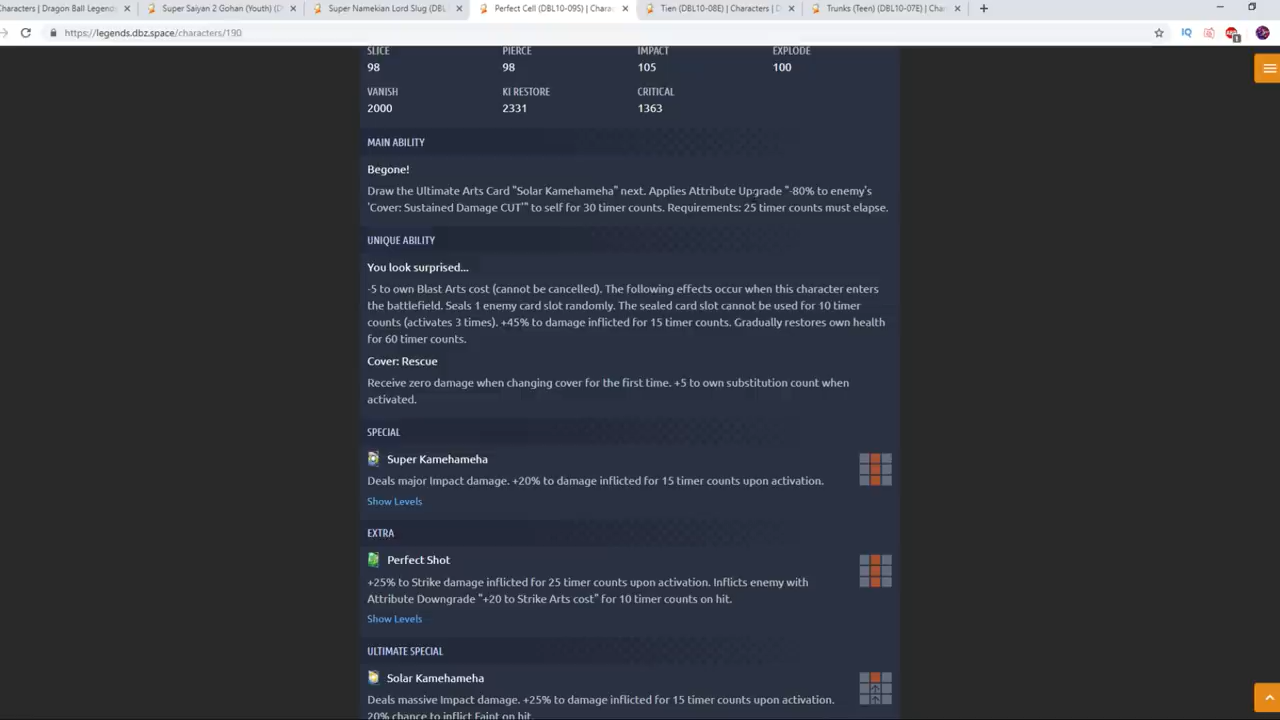 Characters | Dragon Ball Legend
Super Saiyan 2 Gohan (Youth) (D
Super Namekian Lord Slug (DBL
Perfect Cell (DBL10-09S) | Charac
Tien (DBL10-08E) | Characters | D
Trunks (Teen) (DBL10-07E) | Char
https://legends.dbz.space/characters/190
SLICE PIERCE IMPACT EXPLODE
98 98 105 100
VANISH KI RESTORE CRITICAL
2000 2331 1363
MAIN ABILITY
Begone!
Draw the Ultimate Arts Card "Solar Kamehameha" next. Applies Attribute Upgrade "-80% to enemy's
'Cover: Sustained Damage CUT'" to self for 30 timer counts. Requirements: 25 timer counts must elapse.
UNIQUE ABILITY
You look surprised...
-5 to own Blast Arts cost (cannot be cancelled). The following effects occur when this character enters
the battlefield. Seals 1 enemy card slot randomly. The sealed card slot cannot be used for 10 timer
counts (activates 3 times). +45% to damage inflicted for 15 timer counts. Gradually restores own health
for 60 timer counts.
Cover: Rescue
Receive zero damage when changing cover for the first time. +5 to own substitution count when
activated.
SPECIAL
Super Kamehameha
Deals major Impact damage. +20% to damage inflicted for 15 timer counts upon activation.
Show Levels
EXTRA
Perfect Shot
+25% to Strike damage inflicted for 25 timer counts upon activation. Inflicts enemy with
Attribute Downgrade "+20 to Strike Arts cost" for 10 timer counts on hit.
Show Levels
ULTIMATE SPECIAL
Solar Kamehameha
Deals massive Impact damage. +25% to damage inflicted for 15 timer counts upon activation.
20% chance to inflict Faint on hit.